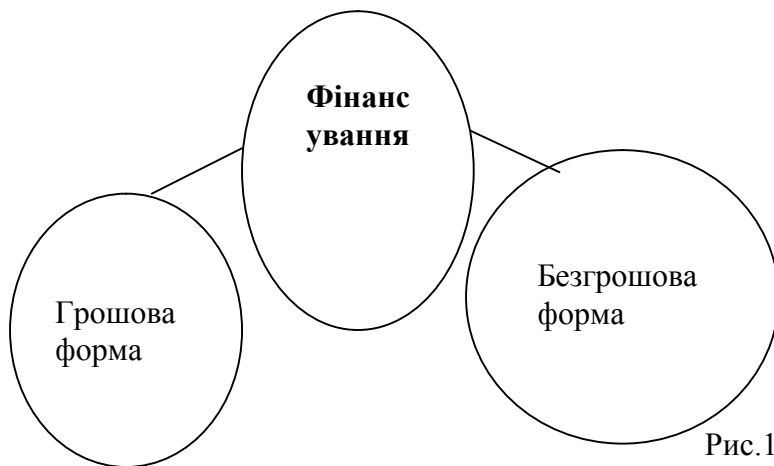 Фінанс
ування
Грошова
форма
Безгрошова
форма
Рис.1